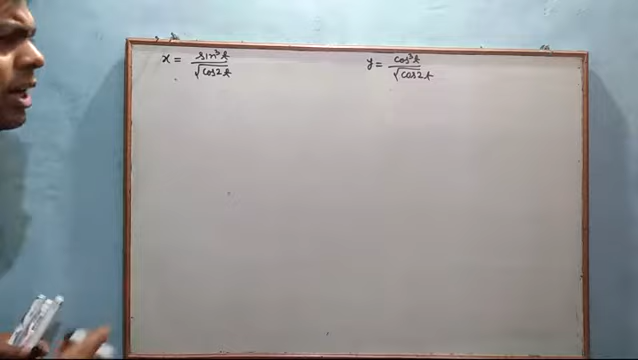 x = sin³t / √cos2t
y = cos³t / √cos2t